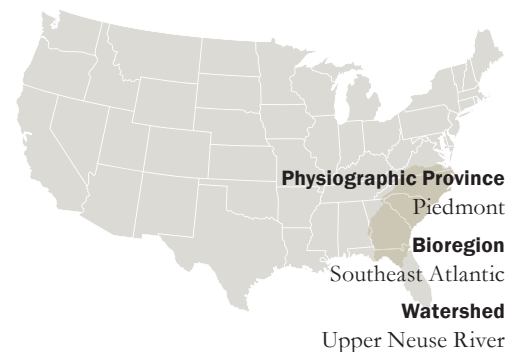 Physiographic Province
Piedmont
Bioregion
Southeast Atlantic
Watershed
Upper Neuse River